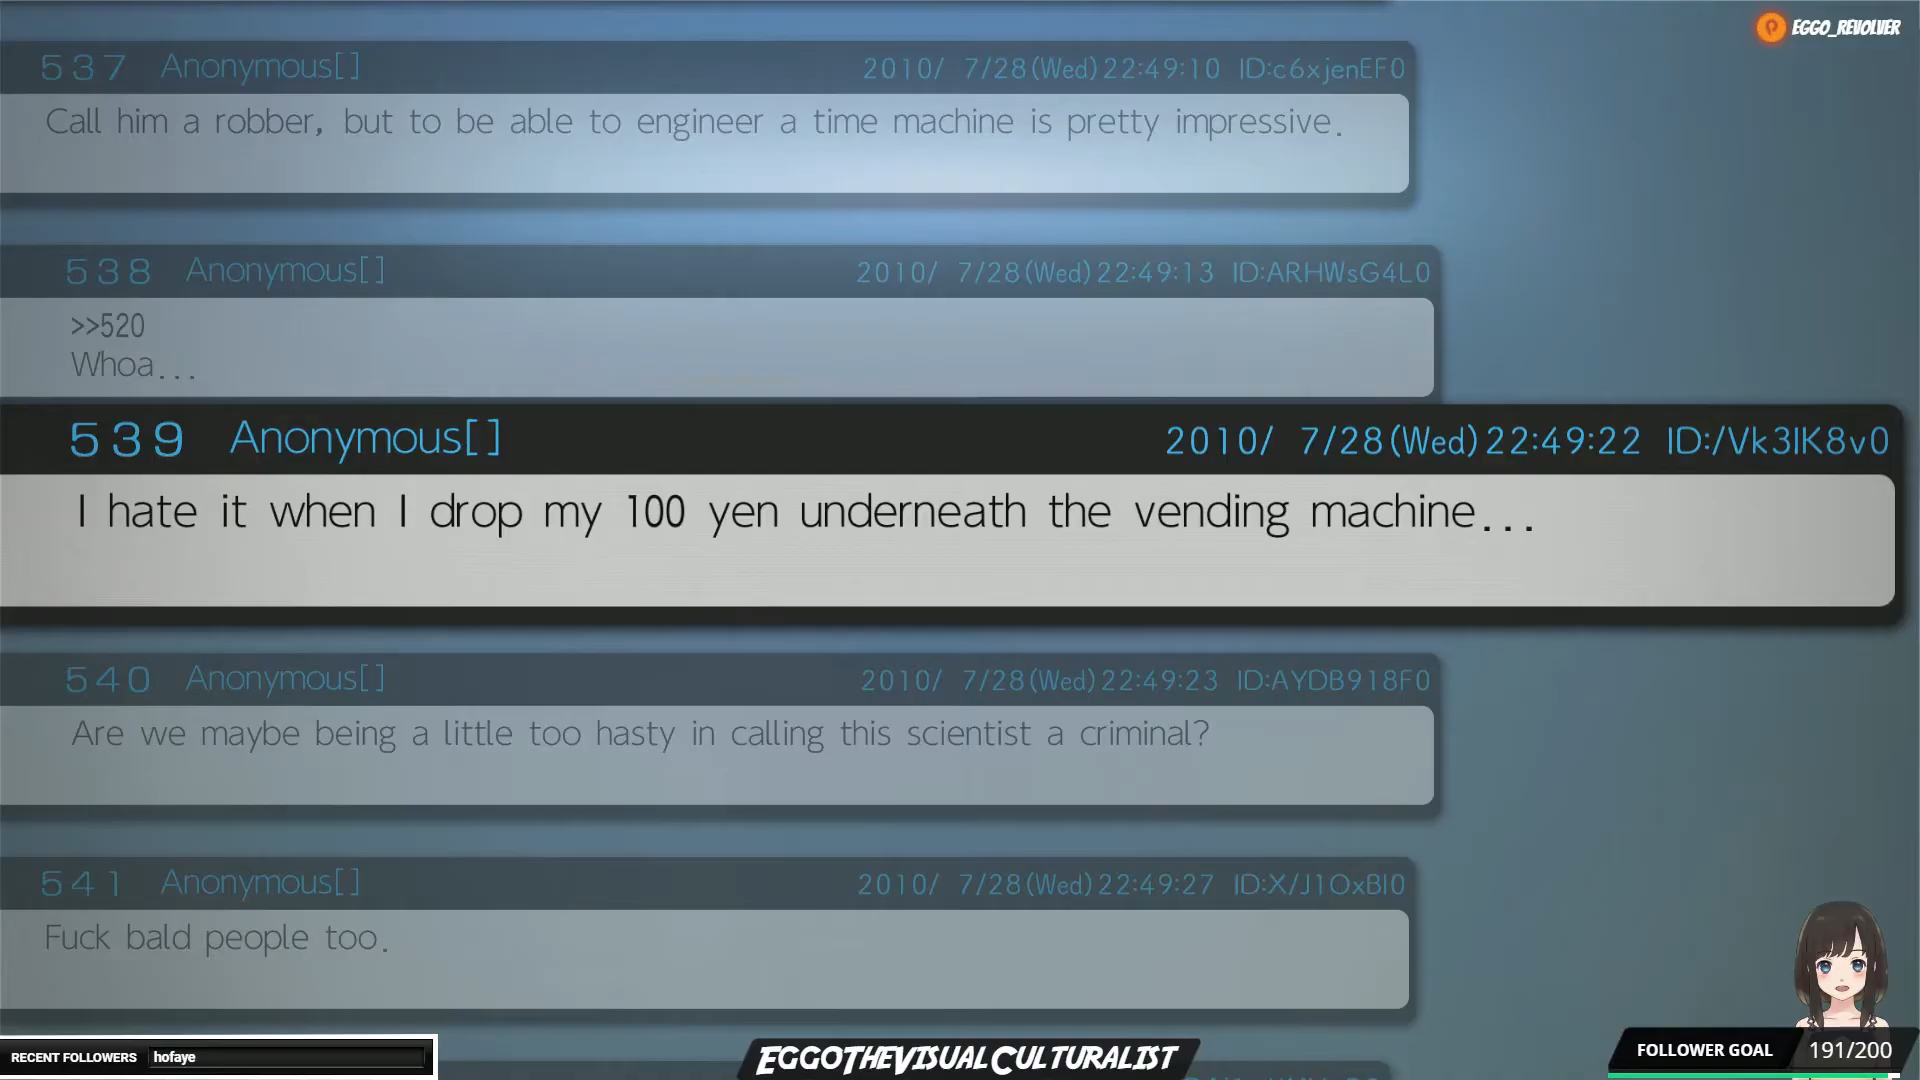 EGGO_REVOLVER
537 Anonymous[] 2010/ 7/28(Wed)22:49:10 ID:c6xjenEF0
Call him a robber, but to be able to engineer a time machine is pretty impressive.
538 Anonymous[] 2010/ 7/28(Wed)22:49:13 ID:ARHWsG4L0
>>520
Whoa...
539 Anonymous[] 2010/ 7/28(Wed)22:49:22 ID:/Vk3IK8v0
I hate it when I drop my 100 yen underneath the vending machine...
540 Anonymous[] 2010/ 7/28(Wed)22:49:23 ID:AYDB918F0
Are we maybe being a little too hasty in calling this scientist a criminal?
541 Anonymous[] 2010/ 7/28(Wed)22:49:27 ID:X/J1OxBI0
Fuck bald people too.
RECENT FOLLOWERS hofaye
EGGOTHEVISUALCULTURALIST
FOLLOWER GOAL 191/200